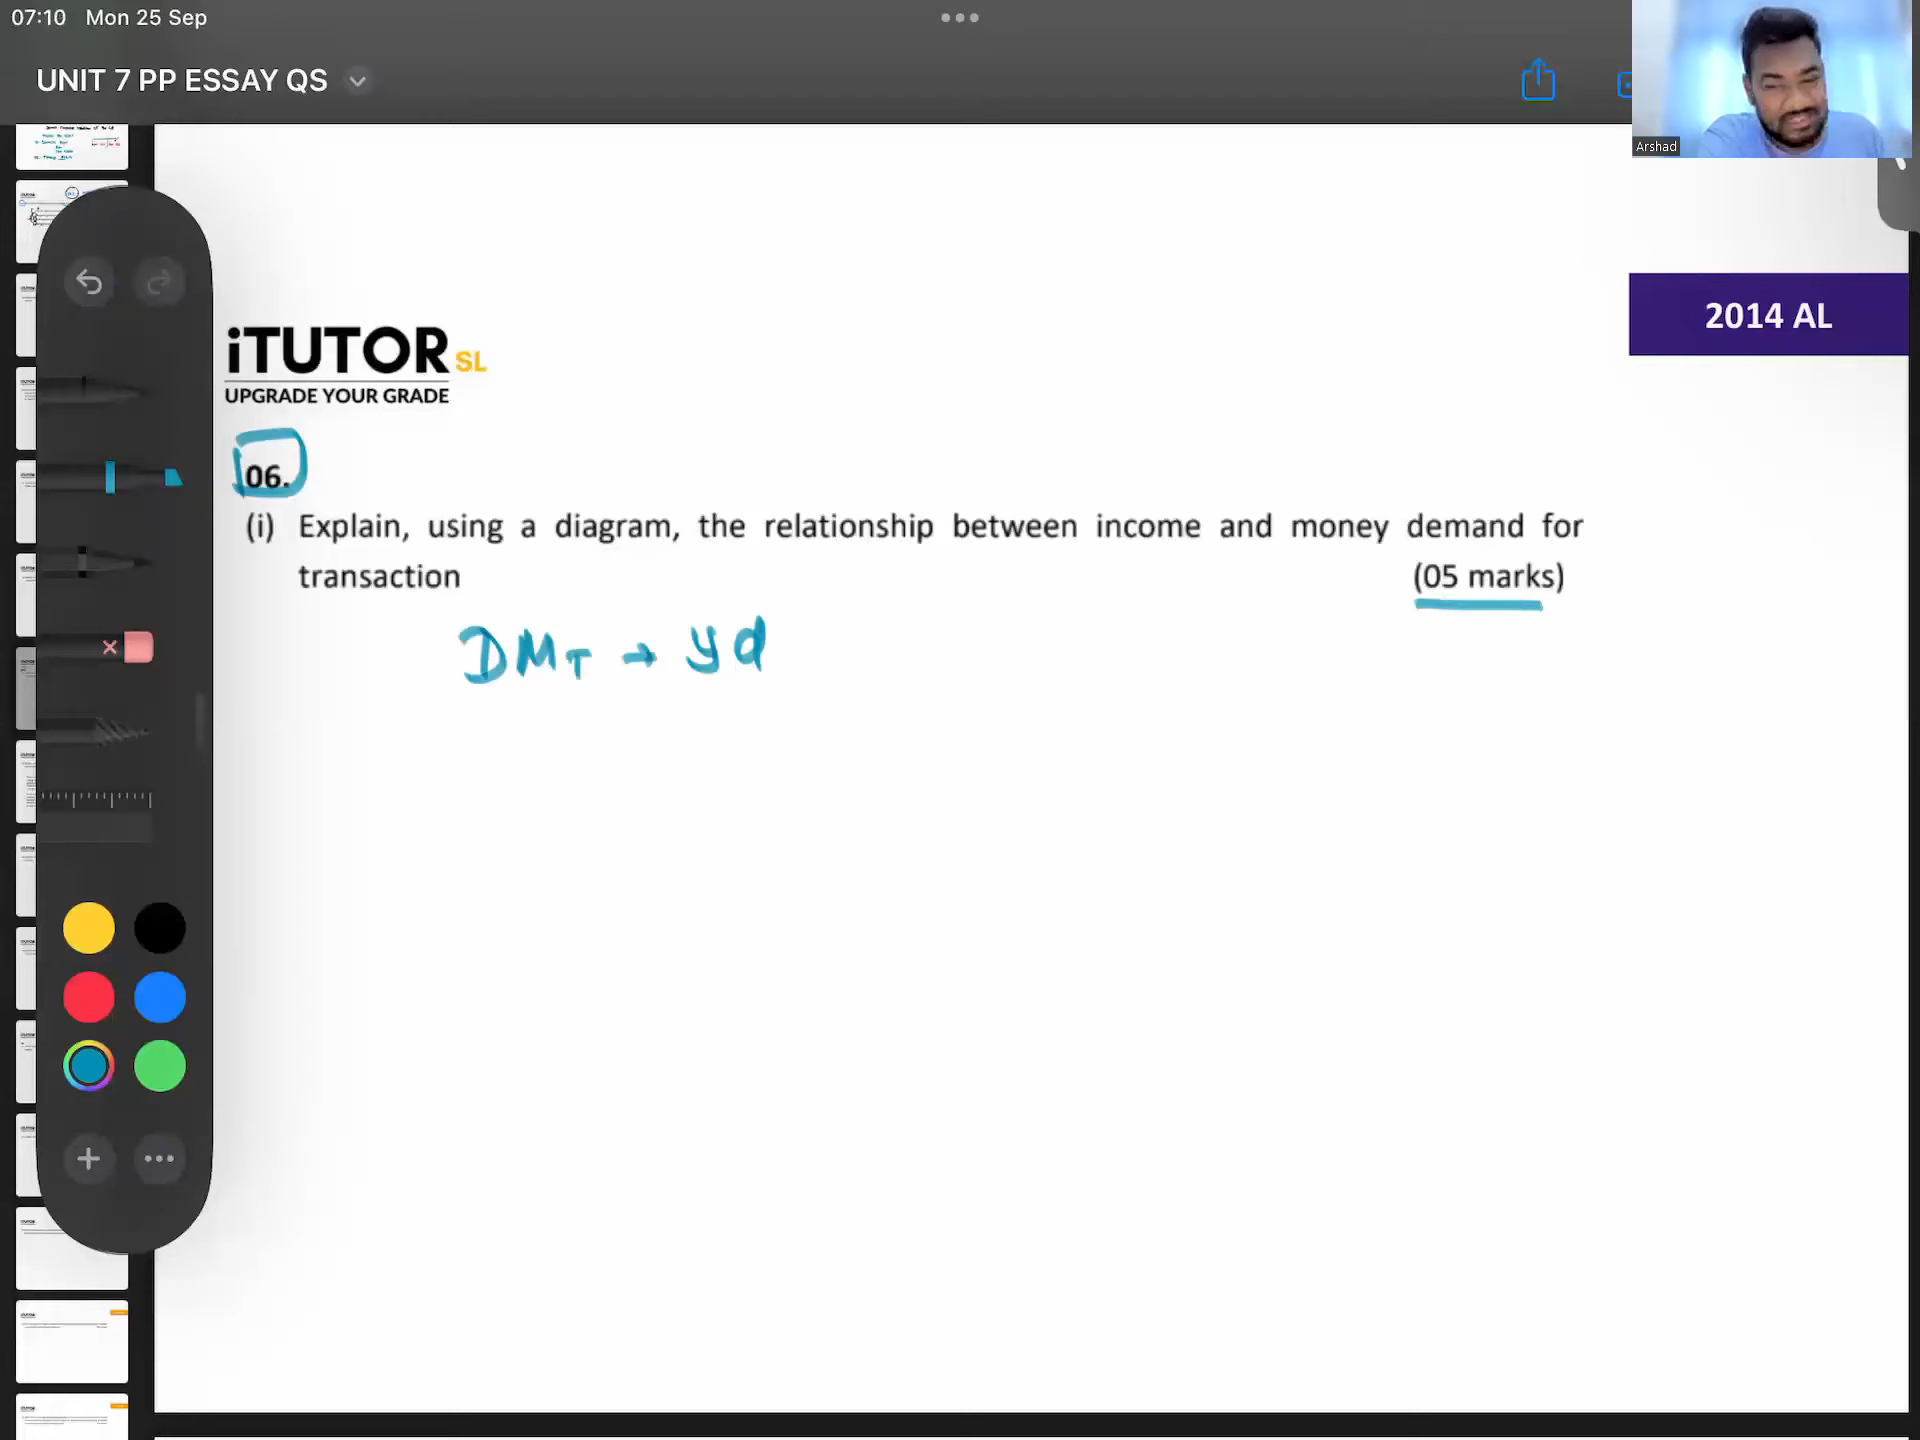 07:10 Mon 25 Sep
UNIT 7 PP ESSAY QS
Arshad
2014 AL
iTUTOR SL
UPGRADE YOUR GRADE
06.
(i) Explain, using a diagram, the relationship between income and money demand for
transaction (05 marks)
DMT → yd